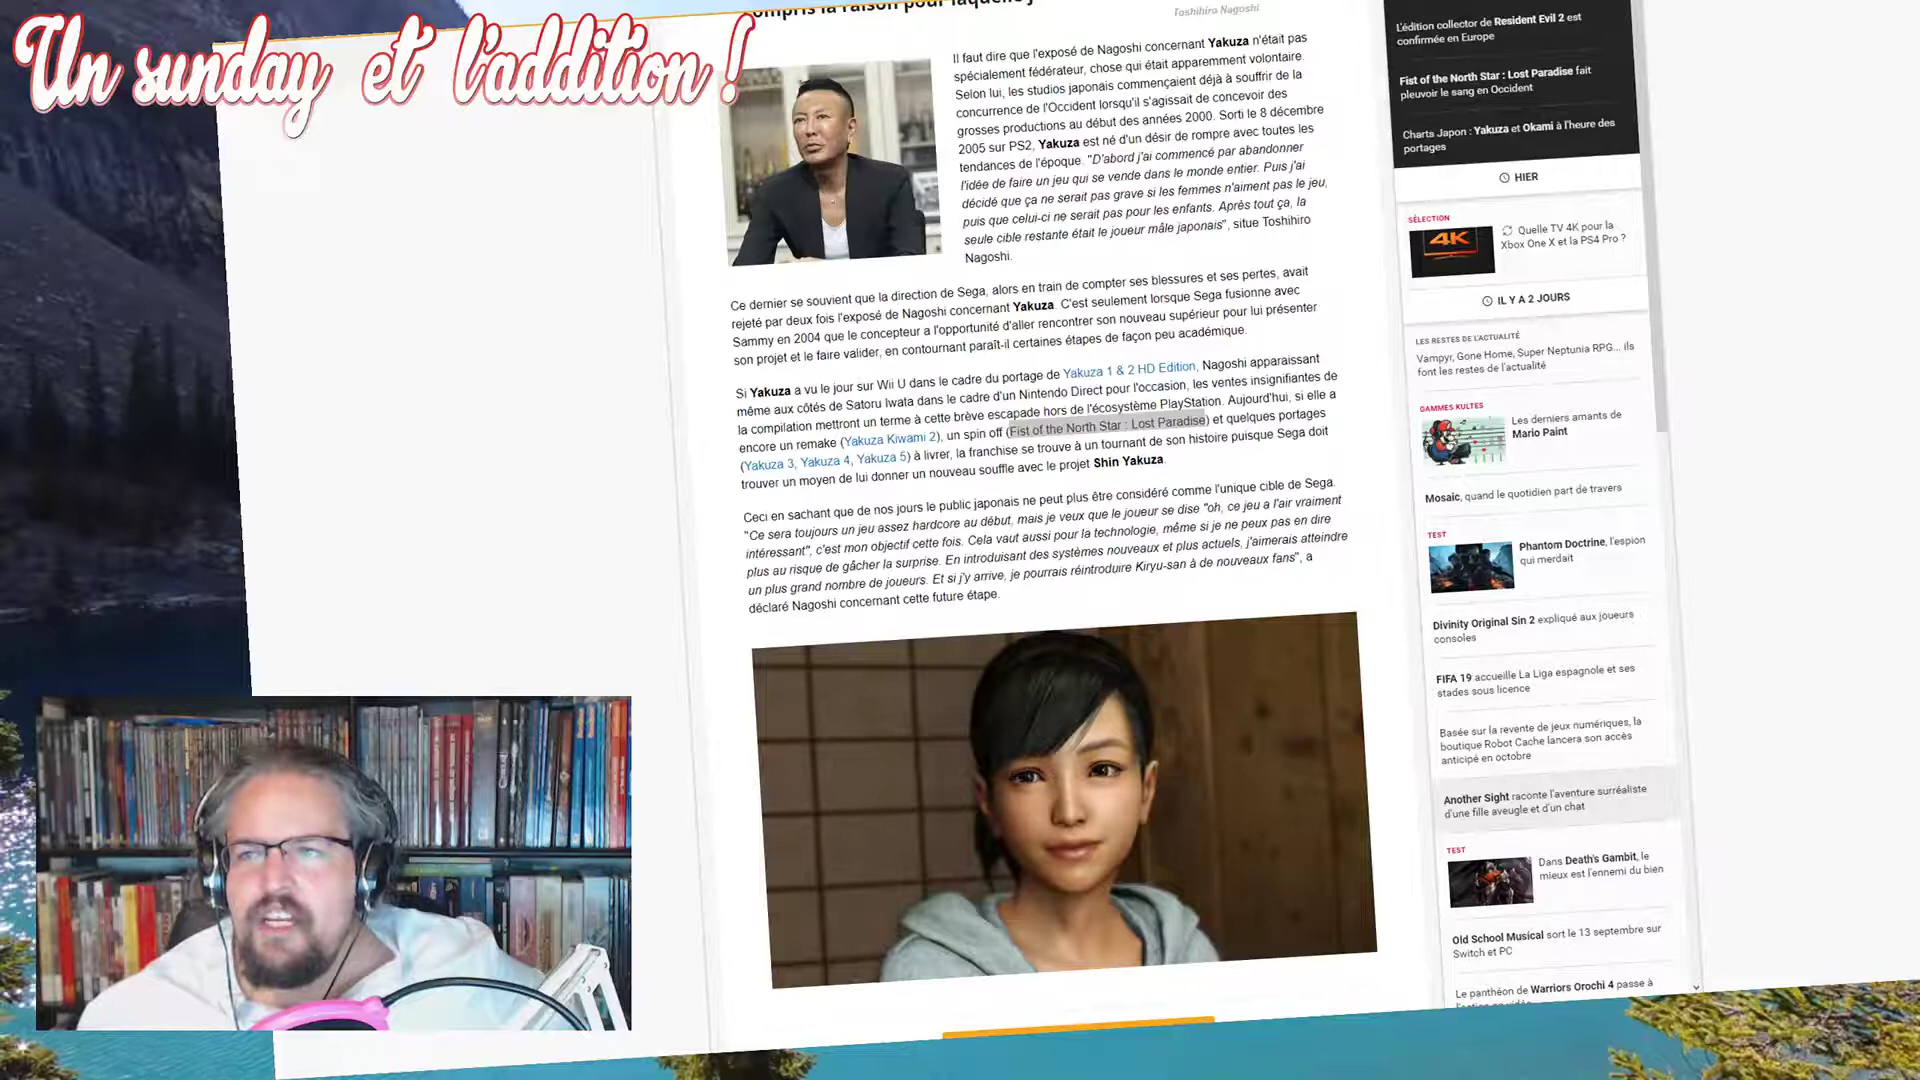 Un sunday et l'addition !
Toshihiro Nagoshi
Il faut dire que l'exposé de Nagoshi concernant Yakuza n'était pas
spécialement fédérateur, chose qui était apparemment volontaire.
Selon lui, les studios japonais commençaient déjà à souffrir de la
concurrence de l'Occident lorsqu'il s'agissait de concevoir des
grosses productions au début des années 2000. Sorti le 8 décembre
2005 sur PS2, Yakuza est né d'un désir de rompre avec toutes les
tendances de l'époque. "D'abord j'ai commencé par abandonner
l'idée de faire un jeu qui se vende dans le monde entier. Puis j'ai
décidé que ça ne serait pas grave si les femmes n'aiment pas le jeu,
puis que celui-ci ne serait pas pour les enfants. Après tout ça, la
seule cible restante était le joueur mâle japonais", situe Toshihiro
Nagoshi.
Ce dernier se souvient que la direction de Sega, alors en train de compter ses blessures et ses pertes, avait
rejeté par deux fois l'exposé de Nagoshi concernant Yakuza. C'est seulement lorsque Sega fusionne avec
Sammy en 2004 que le concepteur a l'opportunité d'aller rencontrer son nouveau supérieur pour lui présenter
son projet et le faire valider, en contournant paraît-il certaines étapes de façon peu académique.
Si Yakuza a vu le jour sur Wii U dans le cadre du portage de Yakuza 1 & 2 HD Edition, Nagoshi apparaissant
même aux côtés de Satoru Iwata dans le cadre d'un Nintendo Direct pour l'occasion, les ventes insignifiantes de
la compilation mettront un terme à cette brève escapade hors de l'écosystème PlayStation. Aujourd'hui, si elle a
encore un remake (Yakuza Kiwami 2), un spin off (Fist of the North Star : Lost Paradise) et quelques portages
(Yakuza 3, Yakuza 4, Yakuza 5) à livrer, la franchise se trouve à un tournant de son histoire puisque Sega doit
trouver un moyen de lui donner un nouveau souffle avec le projet Shin Yakuza.
Ceci en sachant que de nos jours le public japonais ne peut plus être considéré comme l'unique cible de Sega.
"Ce sera toujours un jeu assez hardcore au début, mais je veux que le joueur se dise "oh, ce jeu a l'air vraiment
intéressant", c'est mon objectif cette fois. Cela vaut aussi pour la technologie, même si je ne peux pas en dire
plus au risque de gâcher la surprise. En introduisant des systèmes nouveaux et plus actuels, j'aimerais atteindre
un plus grand nombre de joueurs. Et si j'y arrive, je pourrais réintroduire Kiryu-san à de nouveaux fans", a
déclaré Nagoshi concernant cette future étape.
L'édition collector de Resident Evil 2 est
confirmée en Europe
Fist of the North Star : Lost Paradise fait
pleuvoir le sang en Occident
Charts Japon : Yakuza et Okami à l'heure des
portages
HIER
SÉLECTION
4K
Quelle TV 4K pour la
Xbox One X et la PS4 Pro ?
IL Y A 2 JOURS
LES RESTES DE L'ACTUALITÉ
Vampyr, Gone Home, Super Neptunia RPG... ils
font les restes de l'actualité
GAMMES KULTES
Les derniers amants de
Mario Paint
Mosaic, quand le quotidien part de travers
TEST
Phantom Doctrine, l'espion
qui merdait
Divinity Original Sin 2 expliqué aux joueurs
consoles
FIFA 19 accueille La Liga espagnole et ses
stades sous licence
Basée sur la revente de jeux numériques, la
boutique Robot Cache lancera son accès
anticipé en octobre
Another Sight raconte l'aventure surréaliste
d'une fille aveugle et d'un chat
TEST
Dans Death's Gambit, le
mieux est l'ennemi du bien
Old School Musical sort le 13 septembre sur
Switch et PC
Le panthéon de Warriors Orochi 4 passe à